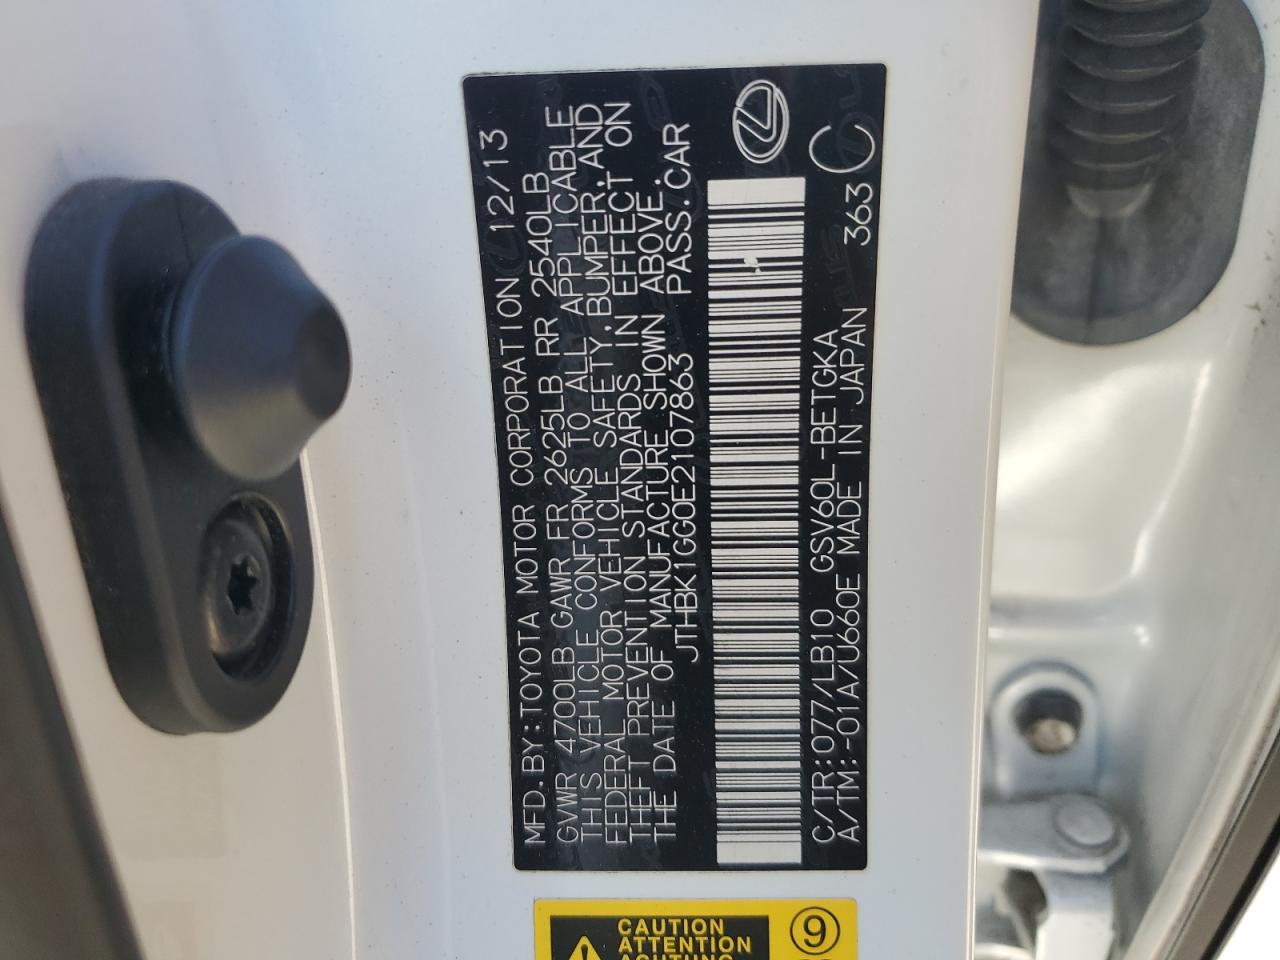 MFD.BY:TOYOTA MOTOR CORPORATION 12/13
GVWR 4700LB GAWR FR 2625LB RR 2540LB
THIS VEHICLE CONFORMS TO ALL APPLICABLE
FEDERAL MOTOR VEHICLE SAFETY,BUMPER,AND
THEFT PREVENTION STANDARDS IN EFFECT ON
THE DATE OF MANUFACTURE SHOWN ABOVE.
JTHBK1GG0E2107863 PASS.CAR
C/TR:077/LB10 GSV60L-BETGKA
A/TM:-01A/U660E MADE IN JAPAN 363 C
CAUTION
ATTENTION
ACHTUNG
9